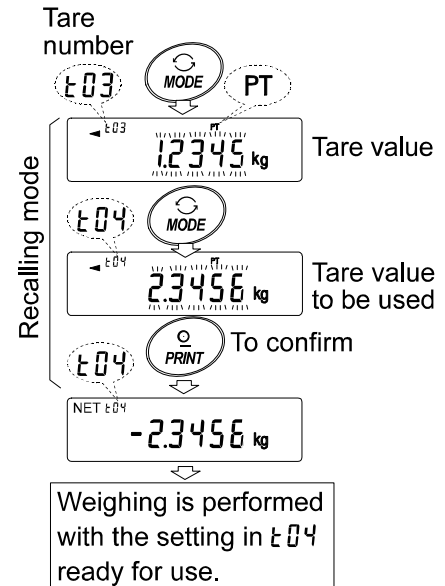 Tare
number
t03
MODE
PT
t03
PT
1.2345 kg
Tare value
Recalling mode
t04
MODE
t04
PT
2.3456 kg
Tare value
to be used
PRINT
To confirm
t04
NET t04
-2.3456 kg
Weighing is performed
with the setting in t04
ready for use.